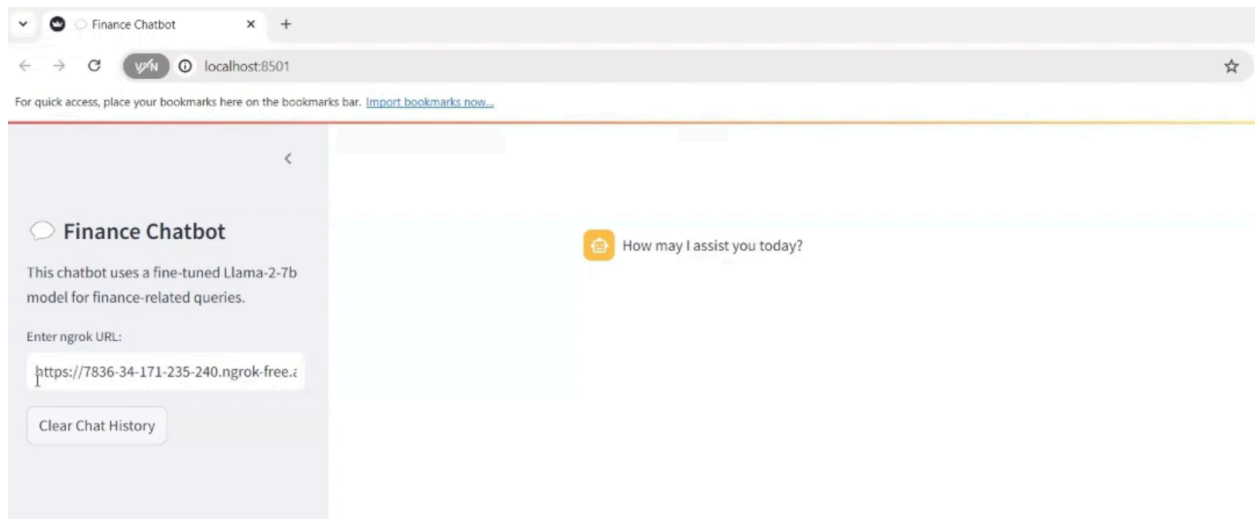 Finance Chatbot
localhost:8501
For quick access, place your bookmarks here on the bookmarks bar. Import bookmarks now...
Finance Chatbot
This chatbot uses a fine-tuned Llama-2-7b
model for finance-related queries.
Enter ngrok URL:
https://7836-34-171-235-240.ngrok-free.a
Clear Chat History
How may I assist you today?